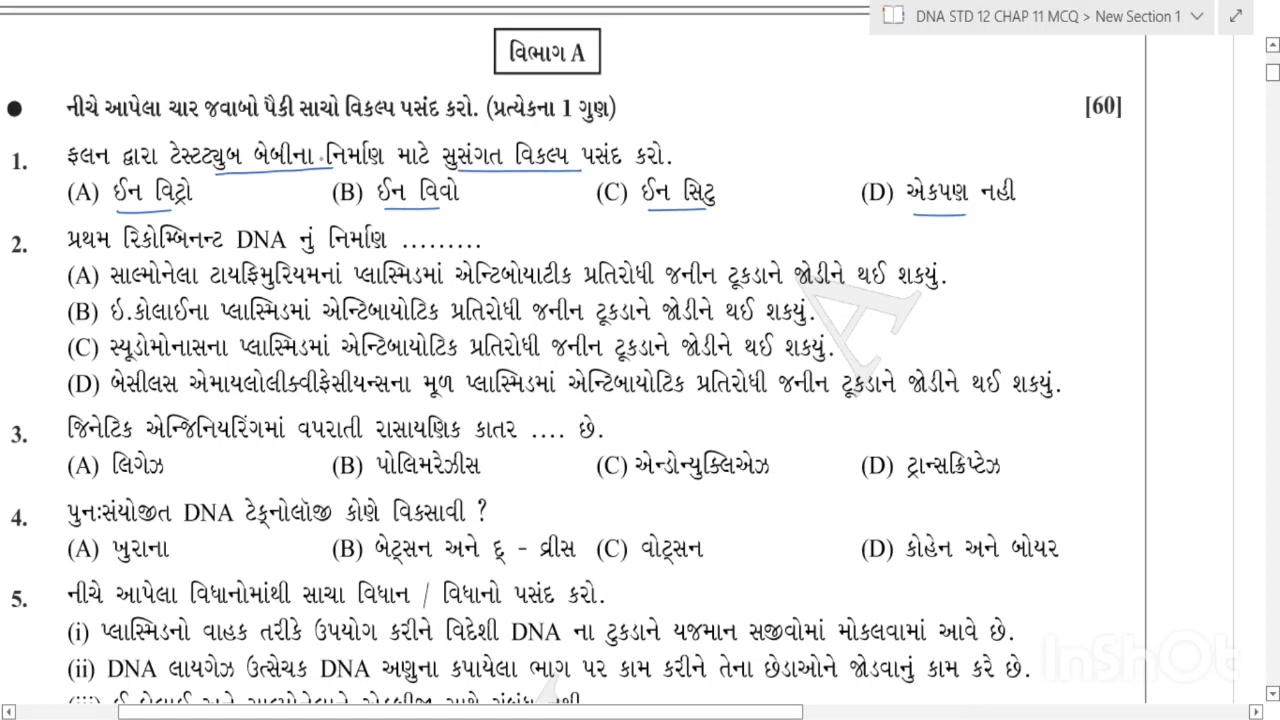 DNA STD 12 CHAP 11 MCQ > New Section 1
વિભાગ A
● નીચે આપેલા ચાર જવાબો પૈકી સાચો વિકલ્પ પસંદ કરો. (પ્રત્યેકના 1 ગુણ) [60]
1. ફલન દ્વારા ટેસ્ટટ્યુબ બેબીના નિર્માણ માટે સુસંગત વિકલ્પ પસંદ કરો.
(A) ઈન વિટ્રો (B) ઈન વિવો (C) ઈન સિટુ (D) એકપણ નહી
2. પ્રથમ રિકોમ્બિનન્ટ DNA નું નિર્માણ .........
(A) સાલ્મોનેલા ટાયફિમુરિયમનાં પ્લાસ્મિડમાં એન્ટિબોયાટીક પ્રતિરોધી જનીન ટૂકડાને જોડીને થઈ શકયું.
(B) ઇ.કોલાઈના પ્લાસ્મિડમાં એન્ટિબાયોટિક પ્રતિરોધી જનીન ટૂકડાને જોડીને થઈ શકયું.
(C) સ્યૂડોમોનાસના પ્લાસ્મિડમાં એન્ટિબાયોટિક પ્રતિરોધી જનીન ટૂકડાને જોડીને થઈ શકયું.
(D) બેસીલસ એમાયલોલીક્વીફેસીયન્સના મૂળ પ્લાસ્મિડમાં એન્ટિબાયોટિક પ્રતિરોધી જનીન ટૂકડાને જોડીને થઈ શકયું.
3. જિનેટિક એન્જિનિયરિંગમાં વપરાતી રાસાયણિક કાતર .... છે.
(A) લિગેઝ (B) પોલિમરેઝીસ (C) એન્ડોન્યુક્લિએઝ (D) ટ્રાન્સક્રિપ્ટેઝ
4. પુનઃસંયોજીત DNA ટેક્નોલૉજી કોણે વિકસાવી ?
(A) ખુરાના (B) બેટ્સન અને દ્ - વ્રીસ (C) વોટ્સન (D) કોહેન અને બોયર
5. નીચે આપેલા વિધાનોમાંથી સાચા વિધાન / વિધાનો પસંદ કરો.
(i) પ્લાસ્મિડનો વાહક તરીકે ઉપયોગ કરીને વિદેશી DNA ના ટુકડાને યજમાન સજીવોમાં મોકલવામાં આવે છે.
(ii) DNA લાયગેઝ ઉત્સેચક DNA અણુના કપાયેલા ભાગ પર કામ કરીને તેના છેડાઓને જોડવાનું કામ કરે છે.
InShOt